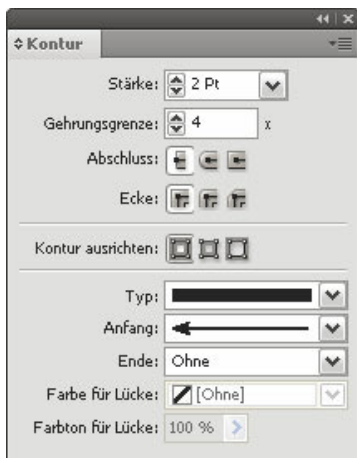 Kontur
Stärke: 2 Pt
Gehrungsgrenze: 4 x
Abschluss:
Ecke:
Kontur ausrichten:
Typ:
Anfang:
Ende: Ohne
Farbe für Lücke: [Ohne]
Farbton für Lücke: 100 %